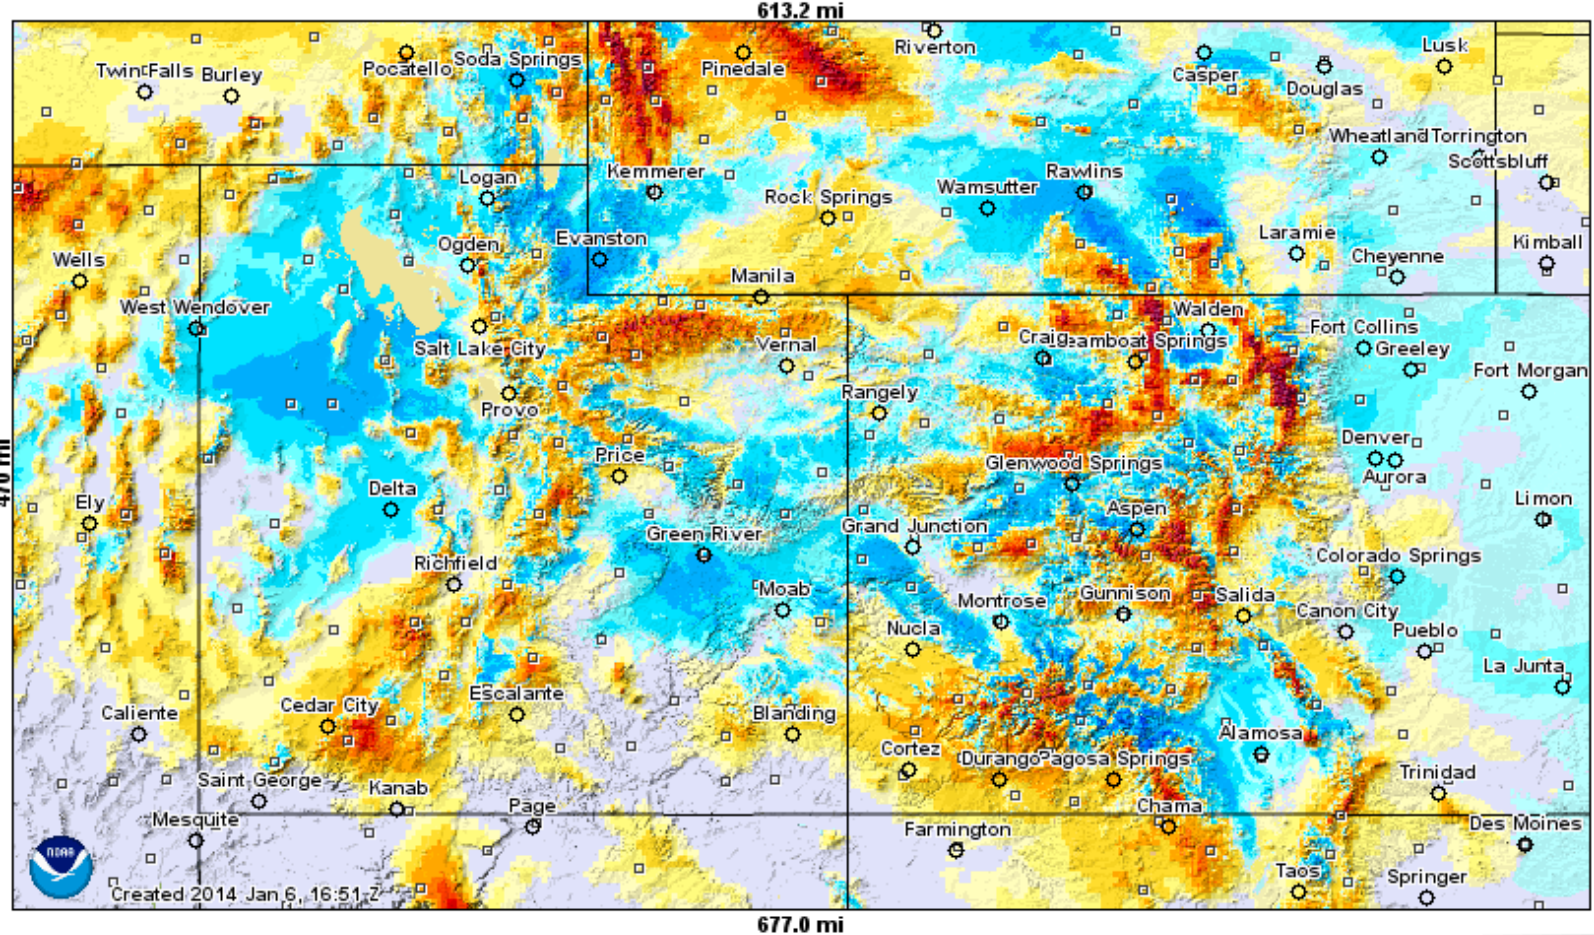 613.2 mi
Riverton
Lusk
Twin Falls
Burley
Pocatello
Soda Springs
Pinedale
Casper
Douglas
Wheatland
Torrington
Scottsbluff
Logan
Kemmerer
Rock Springs
Wamsutter
Rawlins
Ogden
Evanston
Laramie
Kimball
Wells
Manila
Cheyenne
West Wendover
Walden
Salt Lake City
Vernal
Craig
eamboat Springs
Fort Collins
Greeley
Fort Morgan
Provo
Rangely
Denver
Price
Glenwood Springs
Aurora
Ely
Delta
Green River
Grand Junction
Aspen
Limon
Richfield
Moab
Montrose
Gunnison
Salida
Colorado Springs
Canon City
Nucla
Pueblo
La Junta
Caliente
Cedar City
Escalante
Blanding
Cortez
Durango
Pagosa Springs
Alamosa
Saint George
Kanab
Trinidad
Mesquite
Page
Farmington
Chama
Des Moines
NOAA
Created 2014 Jan 6, 16:51 Z
Taos
Springer
677.0 mi